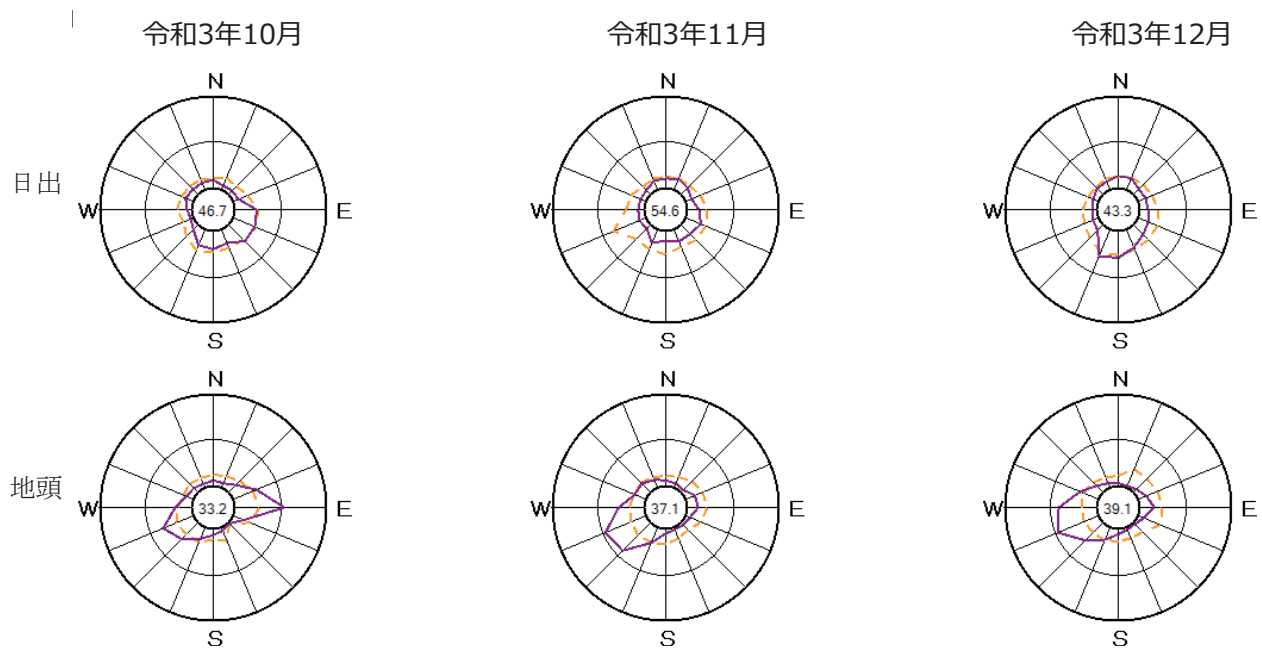 令和3年10月 令和3年11月 令和3年12月
N N N
日出 W 46.7 E W 54.6 E W 43.3 E
S S S
N N N
地頭 W 33.2 E W 37.1 E W 39.1 E
S S S